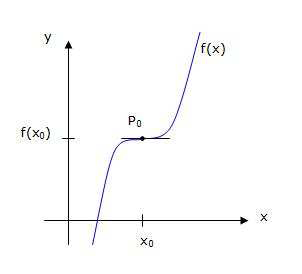 y
f(x)
P₀
f(x₀)
x
x₀